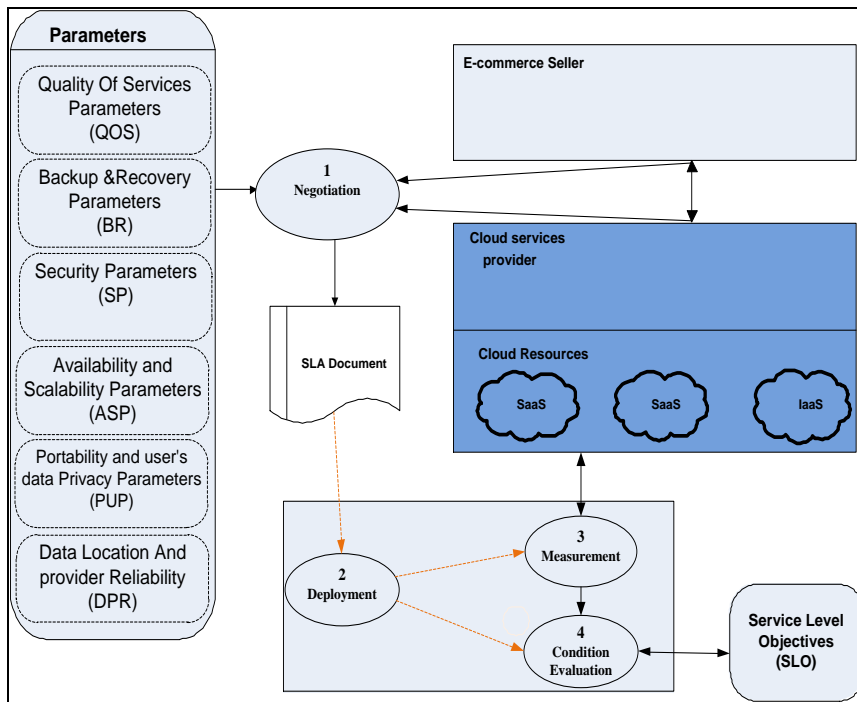 Parameters
Quality Of Services
Parameters
(QOS)
Backup &Recovery
Parameters
(BR)
Security Parameters
(SP)
Availability and
Scalability Parameters
(ASP)
Portability and user's
data Privacy Parameters
(PUP)
Data Location And
provider Reliability
(DPR)
1
Negotiation
SLA Document
E-commerce Seller
Cloud services
provider
Cloud Resources
SaaS
SaaS
IaaS
2
Deployment
3
Measurement
4
Condition
Evaluation
Service Level
Objectives
(SLO)